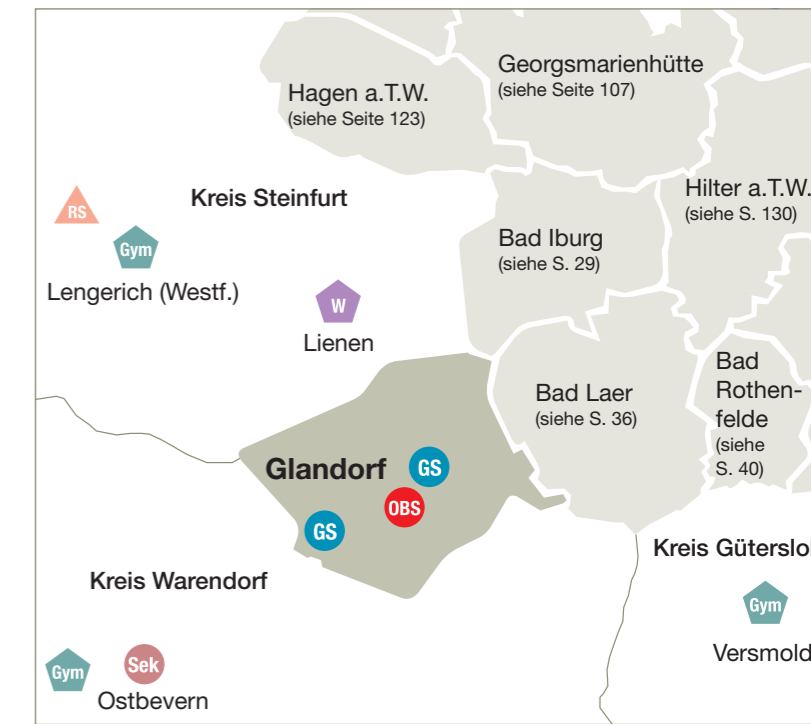 Georgsmarienhütte
(siehe Seite 107)
Hagen a.T.W.
(siehe Seite 123)
Hilter a.T.W.
(siehe S. 130)
Kreis Steinfurt
RS
Gym
Lengerich (Westf.)
Bad Iburg
(siehe S. 29)
W
Lienen
Bad Laer
(siehe S. 36)
Bad
Rothen-
felde
(siehe
S. 40)
Glandorf
GS
OBS
GS
Kreis Güterslo
Kreis Warendorf
Gym
Versmold
Gym
Sek
Ostbevern